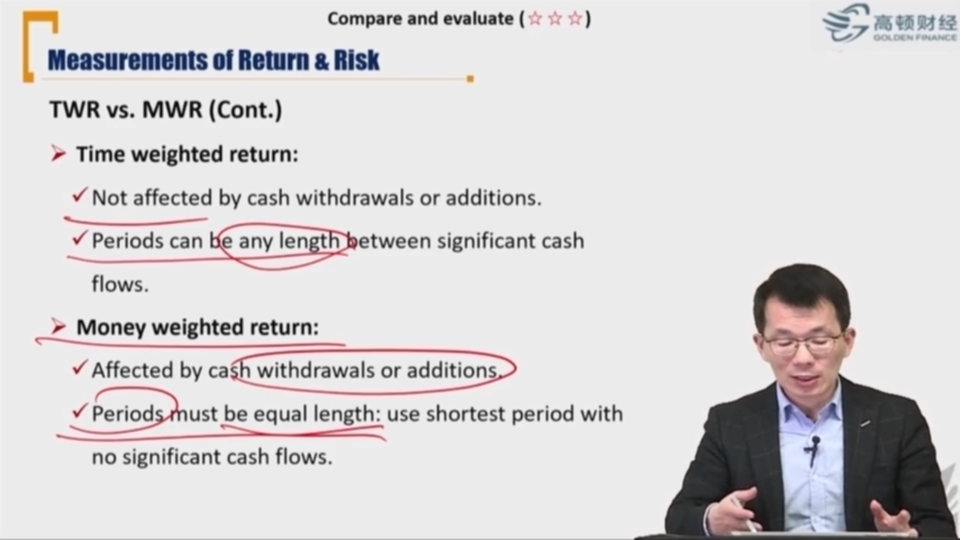 Compare and evaluate (☆☆☆)
高顿财经
GOLDEN FINANCE
Measurements of Return & Risk
TWR vs. MWR (Cont.)
➢ Time weighted return:
✓Not affected by cash withdrawals or additions.
✓Periods can be any length between significant cash
flows.
➢ Money weighted return:
✓Affected by cash withdrawals or additions.
✓Periods must be equal length: use shortest period with
no significant cash flows.